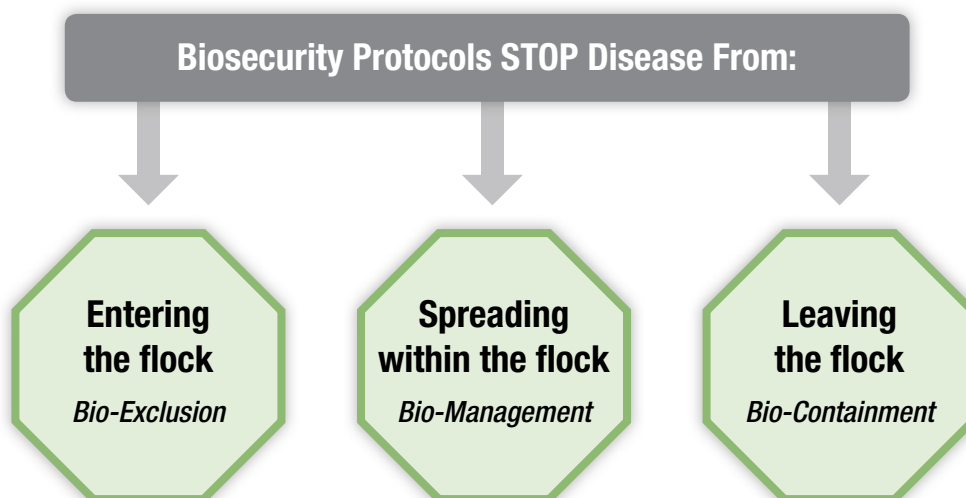 Biosecurity Protocols STOP Disease From:
Entering
the flock
Bio-Exclusion
Spreading
within the flock
Bio-Management
Leaving
the flock
Bio-Containment